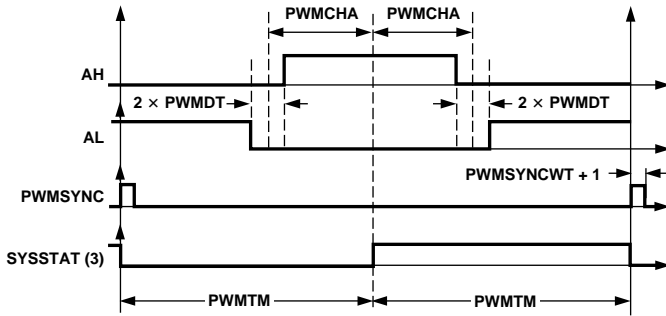 PWMCHA PWMCHA
AH
2 × PWMDT 2 × PWMDT
AL
PWMSYNCWT + 1
PWMSYNC
SYSSTAT (3)
PWMTM PWMTM